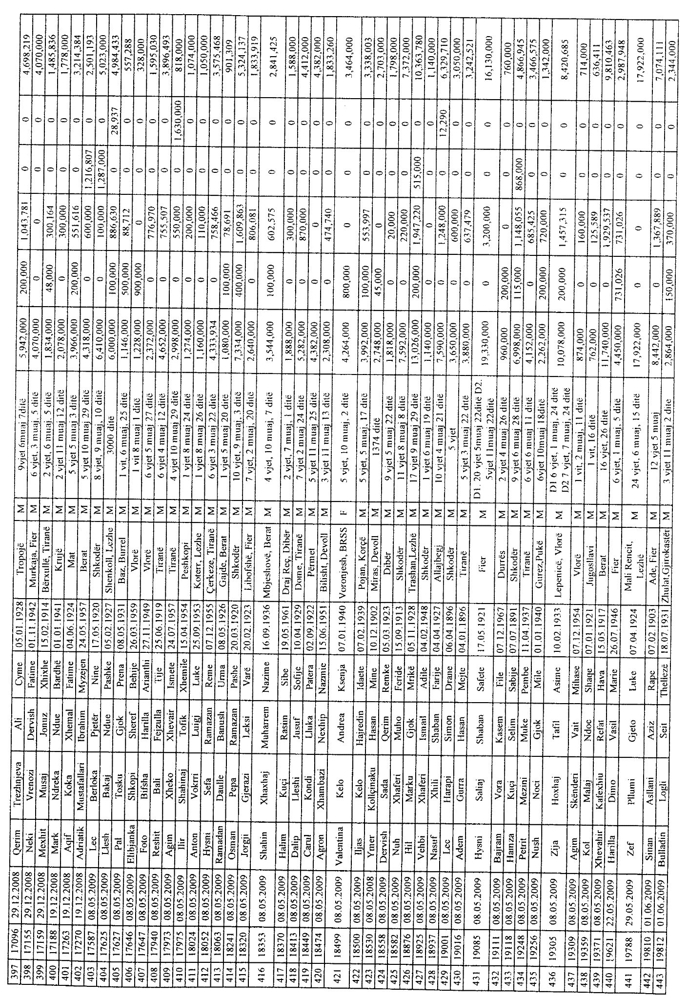 397 17096 29.12.2008 Qerim Trezhnjeva Ali Cyme 05.01.1928 Tropojë M 9vjet 6muaj 7ditë 5,942,000 200,000 1,043,781 0 0 4,698,219
398 17155 29.12.2008 Neki Vrenozi Dervish Fatime 01.11.1942 Murkaja, Fier M 6 vjet, 3 muaj, 5 ditë 4,070,000 0 0 0 0 4,070,000
399 17159 29.12.2008 Mexhit Musaj Jonuz Xhixhe 15.02.1914 Bërxullë, Tiranë M 2 vjet, 6 muaj, 5 ditë 1,834,000 48,000 300,164 0 0 1,485,836
400 17188 19.12.2008 Mark Ndreka Ndue Bardhë 01.01.1941 Krujë M 2 vjet 11 muaj 12 ditë 2,078,000 0 300,000 0 0 1,778,000
401 17263 19.12.2008 Aqif Koka Xhemal Fatime 04.06.1924 Mat M 5 vjet 5 muaj 3 ditë 3,966,000 200,000 551,616 0 0 3,214,384
402 17270 19.12.2008 Adriatik Mustafallari Ibrahim Myzejen 24.05.1957 Berat M 5 vjet 10 muaj 29 ditë 4,318,000 0 600,000 1,216,807 0 2,501,193
403 17587 08.05.2009 Lec Berloka Pjetër Nine 17.05.1920 Shkodër M 8 vjet, 9 muaj, 10 ditë 6,410,000 0 100,000 1,287,000 0 5,023,000
404 17625 08.05.2009 Llesh Bakaj Ndue Pashke 05.02.1927 Shenkoll, Lezhe M 3000 ditë 6,000,000 100,000 886,630 0 28,937 4,984,433
405 17627 08.05.2009 Pal Tosku Gjok Prena 08.05.1931 Baz, Burrel M 1 vit, 6 muaj, 25 ditë 1,146,000 500,000 88,712 0 0 557,288
406 17646 08.05.2009 Elibjanka Shkopi Sheref Behije 26.03.1959 Vlorë M 1 vit 8 muaj 1 ditë 1,228,000 900,000 0 0 0 328,000
407 17647 08.05.2009 Foto Bifsha Harilla Arianthi 27.11.1949 Vlorë M 6 vjet 5 muaj 27 ditë 2,372,000 0 776,970 0 0 1,595,030
408 17940 08.05.2009 Reshit Bali Fejzulla Tije 25.06.1919 Tiranë M 6 vjet 4 muaj 12 ditë 4,652,000 0 755,507 0 0 3,896,493
409 17973 08.05.2009 Agim Xheko Xhevair Ismete 24.07.1957 Tiranë M 4 vjet 10 muaj 29 ditë 2,998,000 0 550,000 0 1,630,000 818,000
410 17975 08.05.2009 Ilir Shahinaj Tofik Xhemile 15.04.1954 Peshkopi M 1 vjet 8 muaj 24 ditë 1,274,000 0 200,000 0 0 1,074,000
411 18024 08.05.2009 Anton Vokrri Luigj Luke 25.09.1953 Koterr, Lezhe M 1 vjet 8 muaj 26 ditë 1,160,000 0 110,000 0 0 1,050,000
412 18052 08.05.2009 Hysni Sefa Ramazan Reme 07.12.1955 Çerkeze, Tiranë M 6 vjet 3 muaj 22 ditë 4,333,934 0 758,466 0 0 3,575,468
413 18063 08.05.2009 Ramadan Daulle Banush Urma 08.05.1926 Gajde, Berat M 1 vjet 5 muaj 20 ditë 1,080,000 100,000 78,691 0 0 901,309
414 18241 08.05.2009 Osman Pepa Ramazan Pashe 20.03.1920 Shkodër M 10 vjet, 9 muaj, 3 ditë 7,334,000 400,000 1,609,863 0 0 5,324,137
415 18320 08.05.2009 Jorgji Gjerazi Leksi Varë 20.02.1923 Libofshë, Fier M 7 vjet, 2 muaj, 20 ditë 2,640,000 0 806,081 0 0 1,833,919
416 18353 08.05.2009 Shahin Xhaxhaj Muharrem Nazime 16.09.1936 Mbjeshovë, Berat M 4 vjet, 10 muaj, 7 ditë 3,544,000 100,000 602,575 0 0 2,841,425
417 18370 08.05.2009 Halim Kuçi Rasim Sibe 19.05.1961 Draj Reç, Dibër M 2 vjet, 7 muaj, 1 ditë 1,888,000 0 300,000 0 0 1,588,000
418 18413 08.05.2009 Dalip Lleshi Jusuf Sofije 10.04.1929 Dome, Tiranë M 7 vjet 2 muaj 24 ditë 5,282,000 0 870,000 0 0 4,412,000
419 18449 08.05.2009 Carul Kondi Lluka Patera 02.09.1922 Përmet M 5 vjet 11 muaj 25 ditë 4,382,000 0 0 0 0 4,382,000
420 18474 08.05.2009 Agron Xhambazi Nexhip Nazmie 15.06.1951 Bilisht, Devoll M 3 vjet 11 muaj 13 ditë 2,308,000 0 474,740 0 0 1,833,260
421 18499 08.05.2009 Valentina Kelo Andrea Ksenja 07.01.1940 Voronjesh, BRSS F 5 vjet, 10 muaj, 2 ditë 4,264,000 800,000 0 0 0 3,464,000
422 18500 08.05.2009 Iljas Kelo Hajredin Idaete 07.02.1939 Pojan, Korçë M 5 vjet, 5 muaj, 17 ditë 3,992,000 100,000 553,997 0 0 3,338,003
423 18530 08.05.2008 Ymer Koliçinaku Hasan Mine 10.12.1902 Miras, Devoll M 1374 ditë 2,748,000 45,000 0 0 2,703,000
424 18558 08.05.2009 Dervish Sada Qerim Remke 05.03.1923 Dibër M 9 vjet 5 muaj 22 ditë 1,818,000 0 20,000 0 0 1,798,000
425 18582 08.05.2009 Nuh Xhaferi Muho Feride 15.09.1913 Shkodër M 11 vjet 8 muaj 8 ditë 7,592,000 0 220,000 0 0 7,372,000
426 18876 08.05.2009 Hil Marku Gjok Mrikë 05.11.1928 Trashan,Lezhë M 17 vjet 9 muaj 29 ditë 13,026,000 200,000 1,947,220 515,000 0 10,363,780
427 18925 08.05.2009 Vehbi Xhaferi Ismail Adile 04.02.1948 Shkodër M 1 vjet 6 muaj 19 ditë 1,140,000 0 0 0 0 1,140,000
428 18937 08.05.2009 Nasuf Xhili Shaban Farije 04.04.1927 Aliajbegj M 10 vjet 4 muaj 21 ditë 7,590,000 0 1,248,000 0 12,290 6,329,710
429 19001 08.05.2009 Lec Harapi Simon Drane 06.04.1896 Shkodër M 5 vjet 3,650,000 0 600,000 0 0 3,050,000
430 19016 08.05.2009 Adem Gurra Hasan Mejte 04.01.1896 Tiranë M 5 vjet 3 muaj 22 ditë 3,880,000 0 637,479 0 0 3,242,521
431 19085 08.05.2009 Hysni Saliaj Shaban Safete 17.05.1921 Fier M D1. 20 vjet 5muaj 22ditë D2. 5vjet 11muaj 22ditë 19,330,000 0 3,200,000 0 0 16,130,000
432 19111 08.05.2009 Bajram Vora Kasem File 07.12.1967 Durrës M 2 vjet 4 muaj 26 ditë 960,000 200,000 0 0 0 760,000
433 19118 08.05.2009 Hamza Kuçi Selim Sabije 07.07.1891 Shkodër M 9 vjet 6 muaj 28 ditë 6,998,000 115,000 1,148,055 868,000 0 4,866,945
434 19248 08.05.2009 Petrit Mezini Muke Pembe 11.04.1937 Tiranë M 6 vjet 6 muaj 11 ditë 4,152,000 0 685,425 0 0 3,466,575
435 19256 08.05.2009 Nush Noci Gjok Mile 01.01.1940 Gurez,Pukë M 6vjet 10muaj 18ditë 2,262,000 200,000 720,000 0 0 1,342,000
436 19305 08.05.2009 Zija Hoxhaj Tafil Asime 10.02.1933 Lepenicë, Vlorë M D1 6 vjet, 1 muaj, 24 ditë D2 7 vjet, 7 muaj, 24 ditë 10,078,000 200,000 1,457,315 0 0 8,420,685
437 19309 08.05.2009 Agim Skënderi Vait Mihase 07.12.1954 Vlorë M 1 vit, 2 muaj, 11 ditë 874,000 0 160,000 0 0 714,000
438 19359 08.05.2009 Kol Malaj Ndoc Shaqe 07.01.1921 Jugosllavi M 1 vit, 16 ditë 762,000 0 125,589 0 0 636,411
439 19371 08.05.2009 Xhevahir Kafexhiu Refat Hava 15.05.1917 Berat M 16 vjet, 26 ditë 11,740,000 0 1,929,537 0 0 9,810,463
440 19621 22.05.2009 Harilla Dimo Vasil Marie 26.07.1946 Fier M 6 vjet, 1 muaj, 5 ditë 4,450,000 731,026 731,026 0 0 2,987,948
441 19788 29.05.2009 Zef Pllumi Gjeto Luke 07.04.1924 Mali Rencit, Lezhë M 24 vjet, 6 muaj, 15 ditë 17,922,000 0 0 0 0 17,922,000
442 19810 01.06.2009 Sinan Asllani Aziz Rape 07.02.1903 Ade, Fier M 12 vjet 5 muaj 8,442,000 0 1,367,889 0 0 7,074,111
443 19812 01.06.2009 Bulladin Logli Seit Thellezë 18.07.1931 Zhulat,Gjirokastër M 3 vjet 11 muaj 2 dite 2,864,000 150,000 370,000 0 0 2,344,000